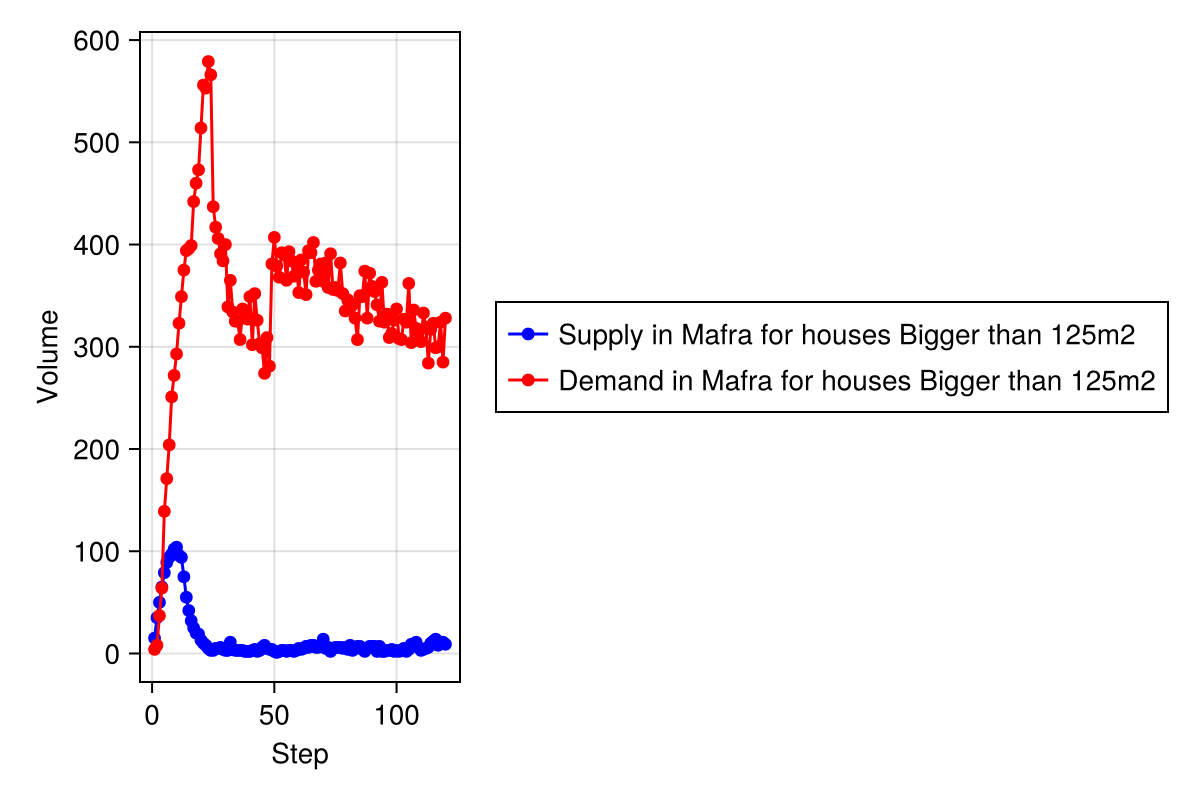 600
500
400
300
200
100
0
Volume
0 50 100
Step
Supply in Mafra for houses Bigger than 125m2
Demand in Mafra for houses Bigger than 125m2